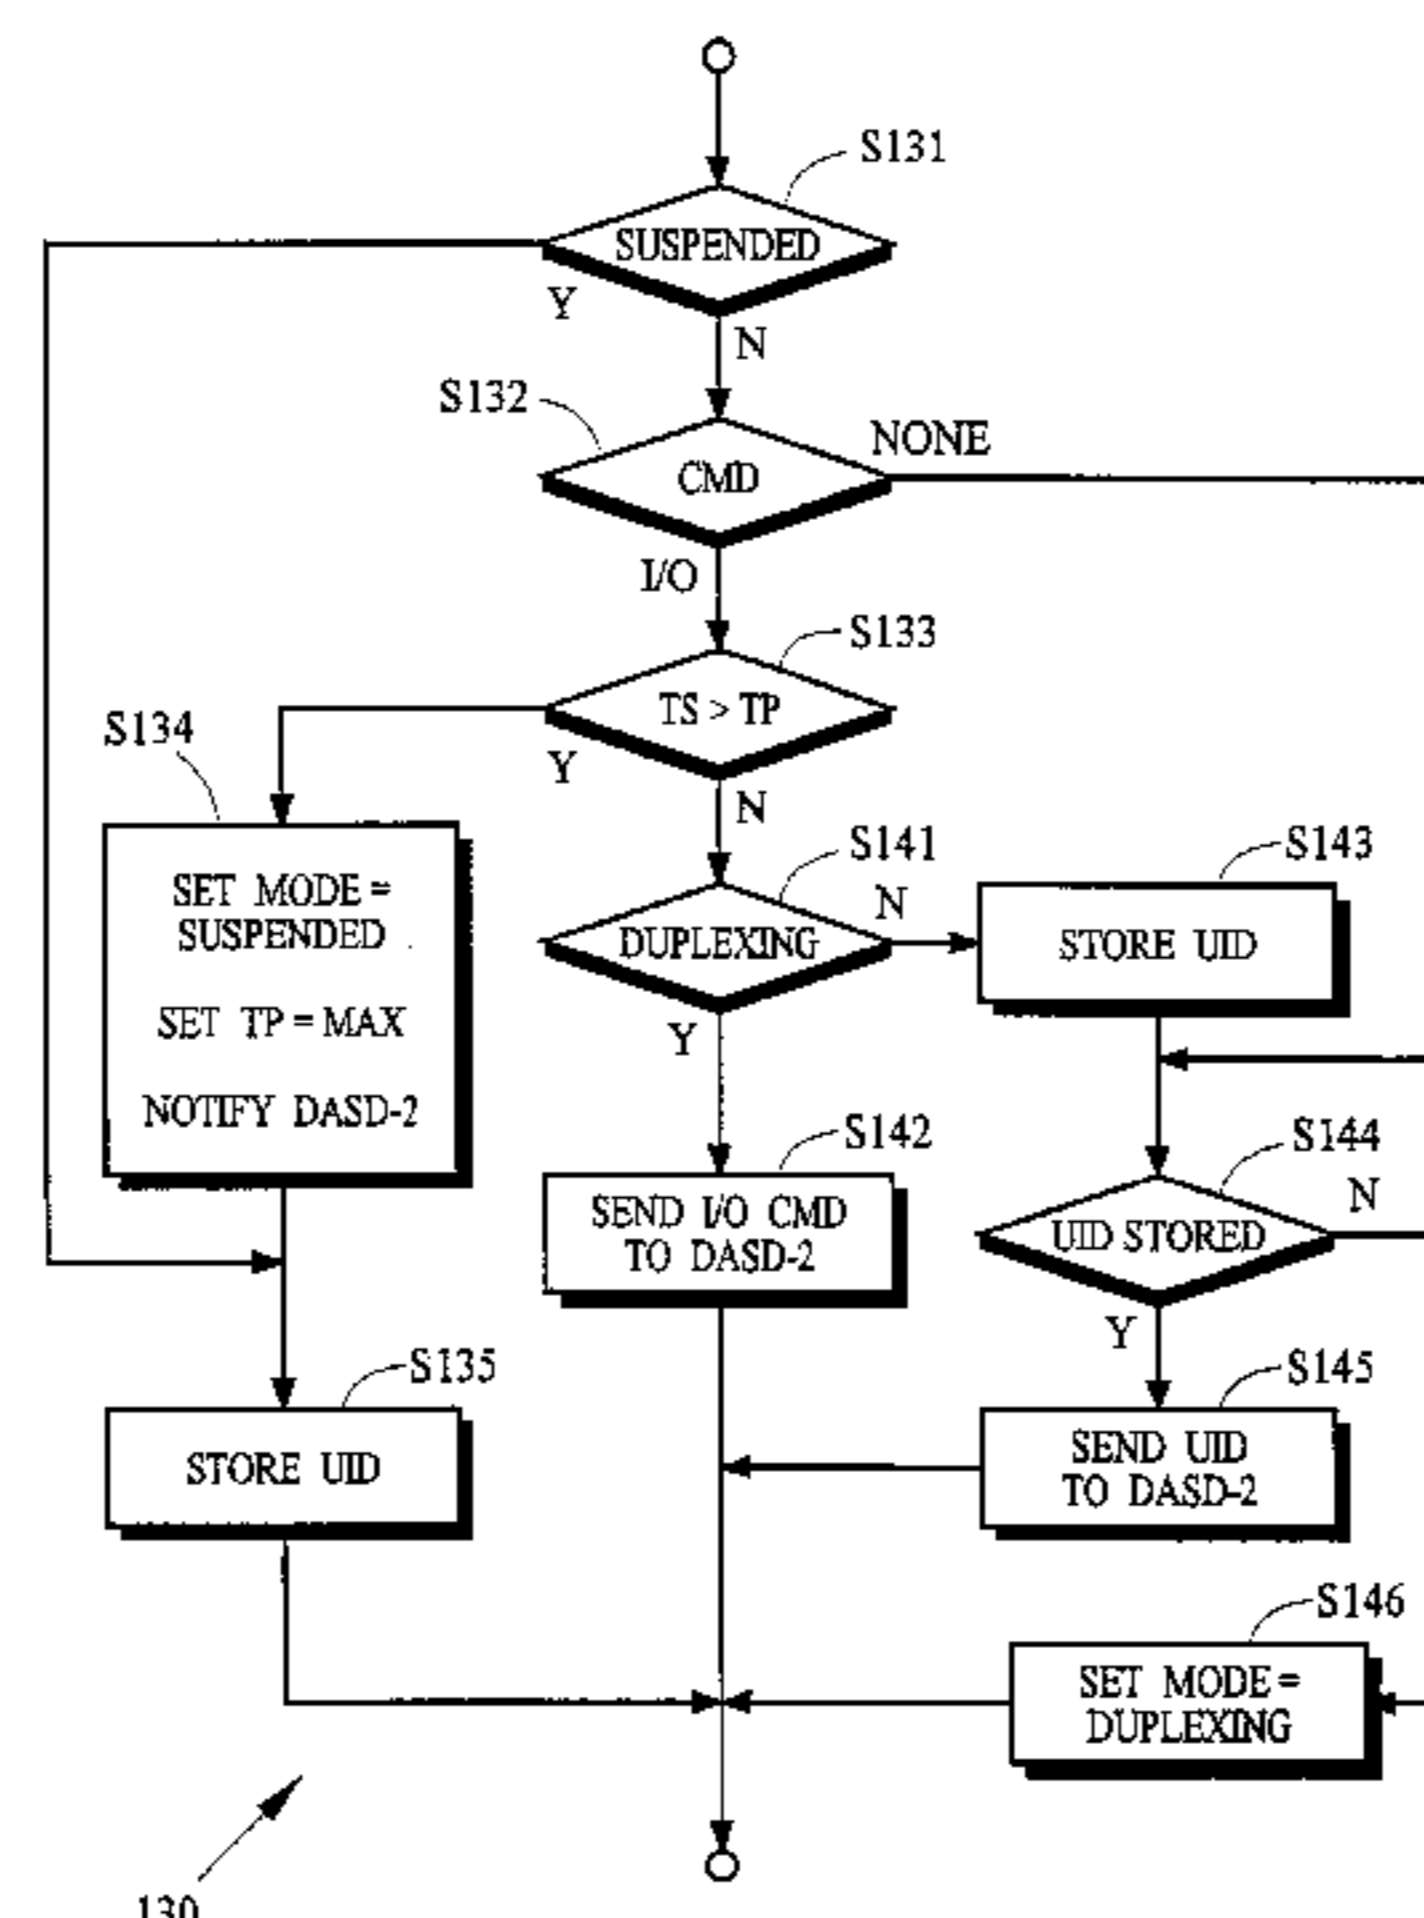 S131
SUSPENDED
Y
N
S132
NONE
CMD
I/O
S133
TS > TP
Y
S134
N
S141
S143
SET MODE =
SUSPENDED
N
DUPLEXING
STORE UID
SET TP = MAX
Y
NOTIFY DASD-2
S142
S144
N
SEND I/O CMD
TO DASD-2
UID STORED
Y
S135
S145
STORE UID
SEND UID
TO DASD-2
S146
SET MODE =
DUPLEXING
130